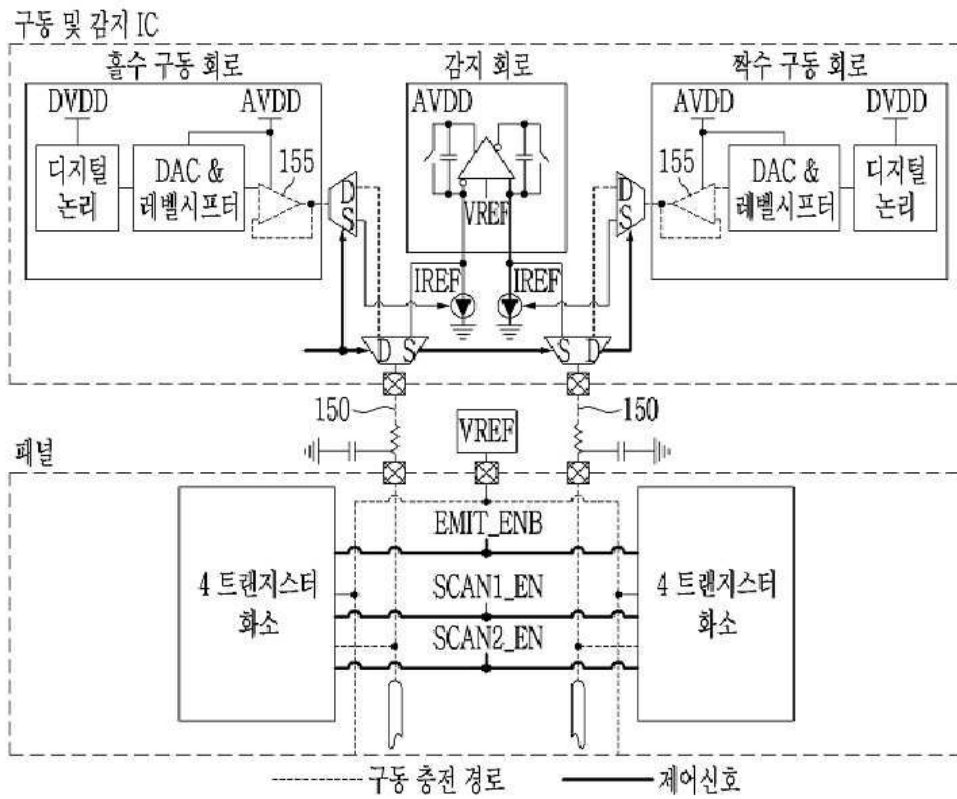 구동 및 감지 IC
홀수 구동 회로
감지 회로
짝수 구동 회로
DVDD
AVDD
AVDD
AVDD
DVDD
디지털
논리
DAC &
레벨시프터
155
D
S
VREF
D
S
155
DAC &
레벨시프터
디지털
논리
IREF
IREF
D S
S D
150
VREF
150
패널
4 트랜지스터
화소
EMIT_ENB
SCAN1_EN
SCAN2_EN
4 트랜지스터
화소
구동 충전 경로
제어신호